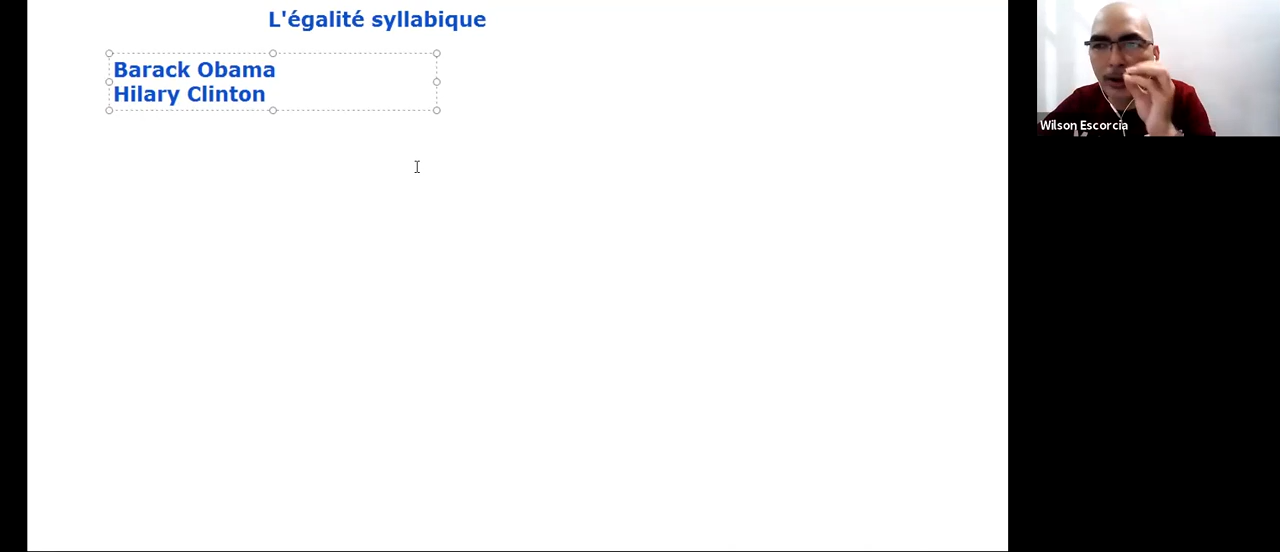 L'égalité syllabique
Barack Obama
Hilary Clinton
Wilson Escorcia